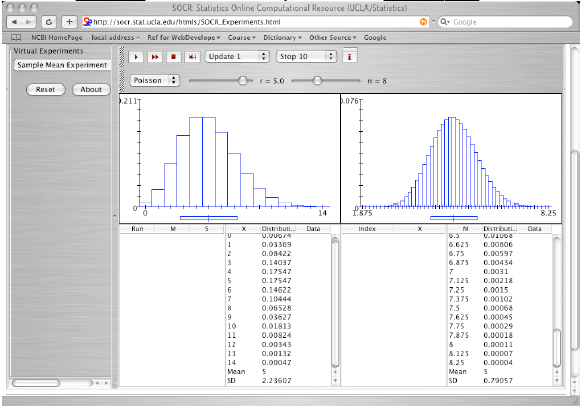 SOCR: Statistics Online Computational Resource (UCLA/Statistics)
http://socr.stat.ucla.edu/htmls/SOCR_Experiments.html
Google
NCBI HomePage local address Ref for WebDevelope Course Dictionary Other Source Google
Virtual Experiments
Sample Mean Experiment
Reset About
Update 1 Stop 10 i
Poisson r = 5.0 n = 8
0.211
0 14
0.076
0
1.875 8.25
Run M S X Distributi... Data
0 0.00674
1 0.03369
2 0.08422
3 0.14037
4 0.17547
5 0.17547
6 0.14622
7 0.10444
8 0.06528
9 0.03627
10 0.01813
11 0.00824
12 0.00343
13 0.00132
14 0.00047
Mean 5
SD 2.23607
Index X M Distributi... Data
6.5 0.01068
6.625 0.00806
6.75 0.00597
6.875 0.00434
7 0.0031
7.125 0.00218
7.25 0.0015
7.375 0.00102
7.5 0.00068
7.625 0.00045
7.75 0.00029
7.875 0.00018
8 0.00011
8.125 0.00007
8.25 0.00004
Mean 5
SD 0.79057